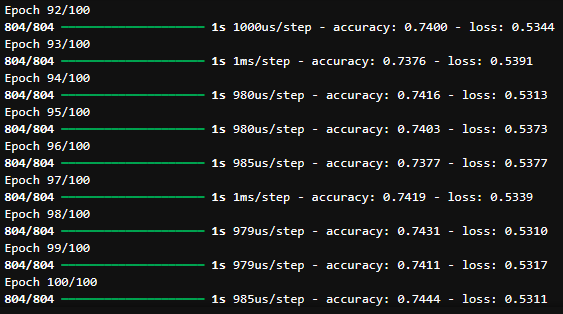 Epoch 92/100
804/804 ━━━━━━━━━━━━━━━━━━━━ 1s 1000us/step - accuracy: 0.7400 - loss: 0.5344
Epoch 93/100
804/804 ━━━━━━━━━━━━━━━━━━━━ 1s 1ms/step - accuracy: 0.7376 - loss: 0.5391
Epoch 94/100
804/804 ━━━━━━━━━━━━━━━━━━━━ 1s 980us/step - accuracy: 0.7416 - loss: 0.5313
Epoch 95/100
804/804 ━━━━━━━━━━━━━━━━━━━━ 1s 980us/step - accuracy: 0.7403 - loss: 0.5373
Epoch 96/100
804/804 ━━━━━━━━━━━━━━━━━━━━ 1s 985us/step - accuracy: 0.7377 - loss: 0.5377
Epoch 97/100
804/804 ━━━━━━━━━━━━━━━━━━━━ 1s 1ms/step - accuracy: 0.7419 - loss: 0.5339
Epoch 98/100
804/804 ━━━━━━━━━━━━━━━━━━━━ 1s 979us/step - accuracy: 0.7431 - loss: 0.5310
Epoch 99/100
804/804 ━━━━━━━━━━━━━━━━━━━━ 1s 979us/step - accuracy: 0.7411 - loss: 0.5317
Epoch 100/100
804/804 ━━━━━━━━━━━━━━━━━━━━ 1s 985us/step - accuracy: 0.7444 - loss: 0.5311